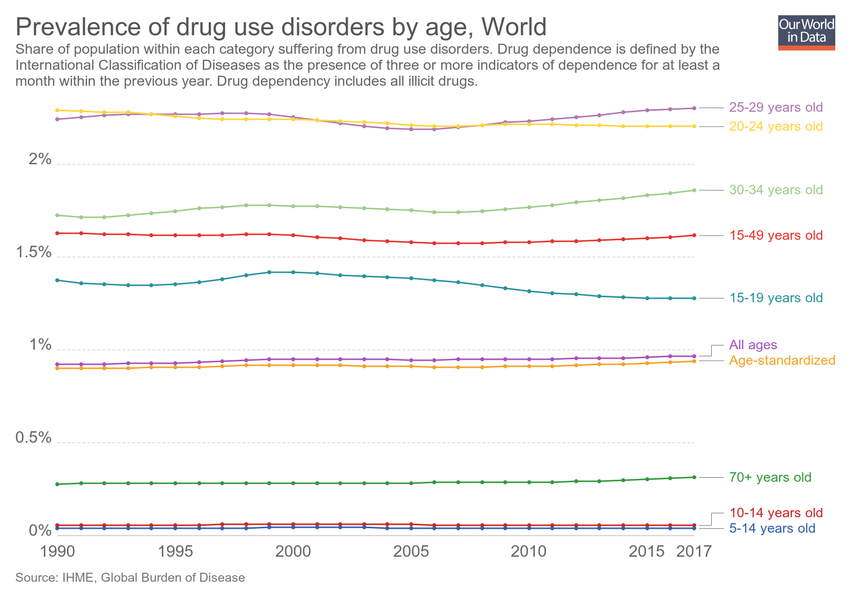 Prevalence of drug use disorders by age, World
Our World
in Data
Share of population within each category suffering from drug use disorders. Drug dependence is defined by the
International Classification of Diseases as the presence of three or more indicators of dependence for at least a
month within the previous year. Drug dependency includes all illicit drugs.
25-29 years old
20-24 years old
2%
30-34 years old
15-49 years old
1.5%
15-19 years old
1%
All ages
Age-standardized
0.5%
70+ years old
10-14 years old
5-14 years old
0%
1990 1995 2000 2005 2010 2015 2017
Source: IHME, Global Burden of Disease